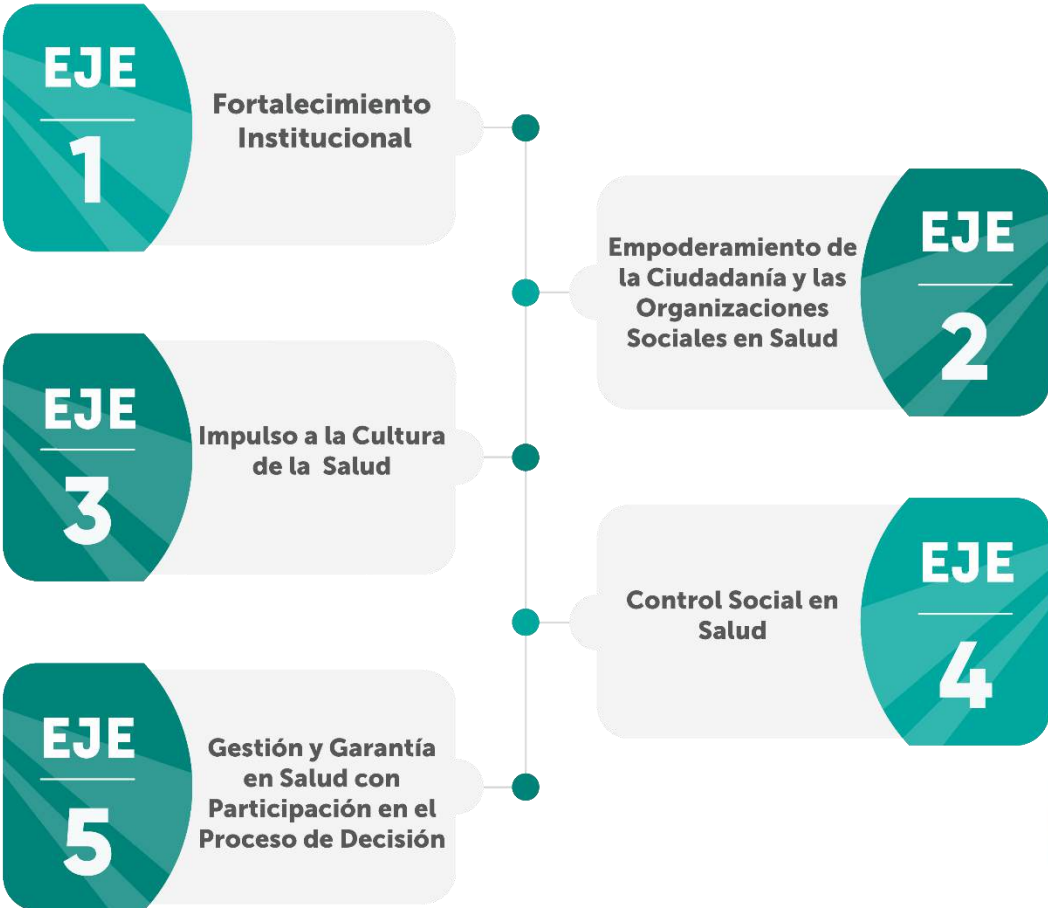 EJE
1
Fortalecimiento
Institucional
EJE
2
Empoderamiento de
la Ciudadanía y las
Organizaciones
Sociales en Salud
EJE
3
Impulso a la Cultura
de la Salud
EJE
4
Control Social en
Salud
EJE
5
Gestión y Garantía
en Salud con
Participación en el
Proceso de Decisión